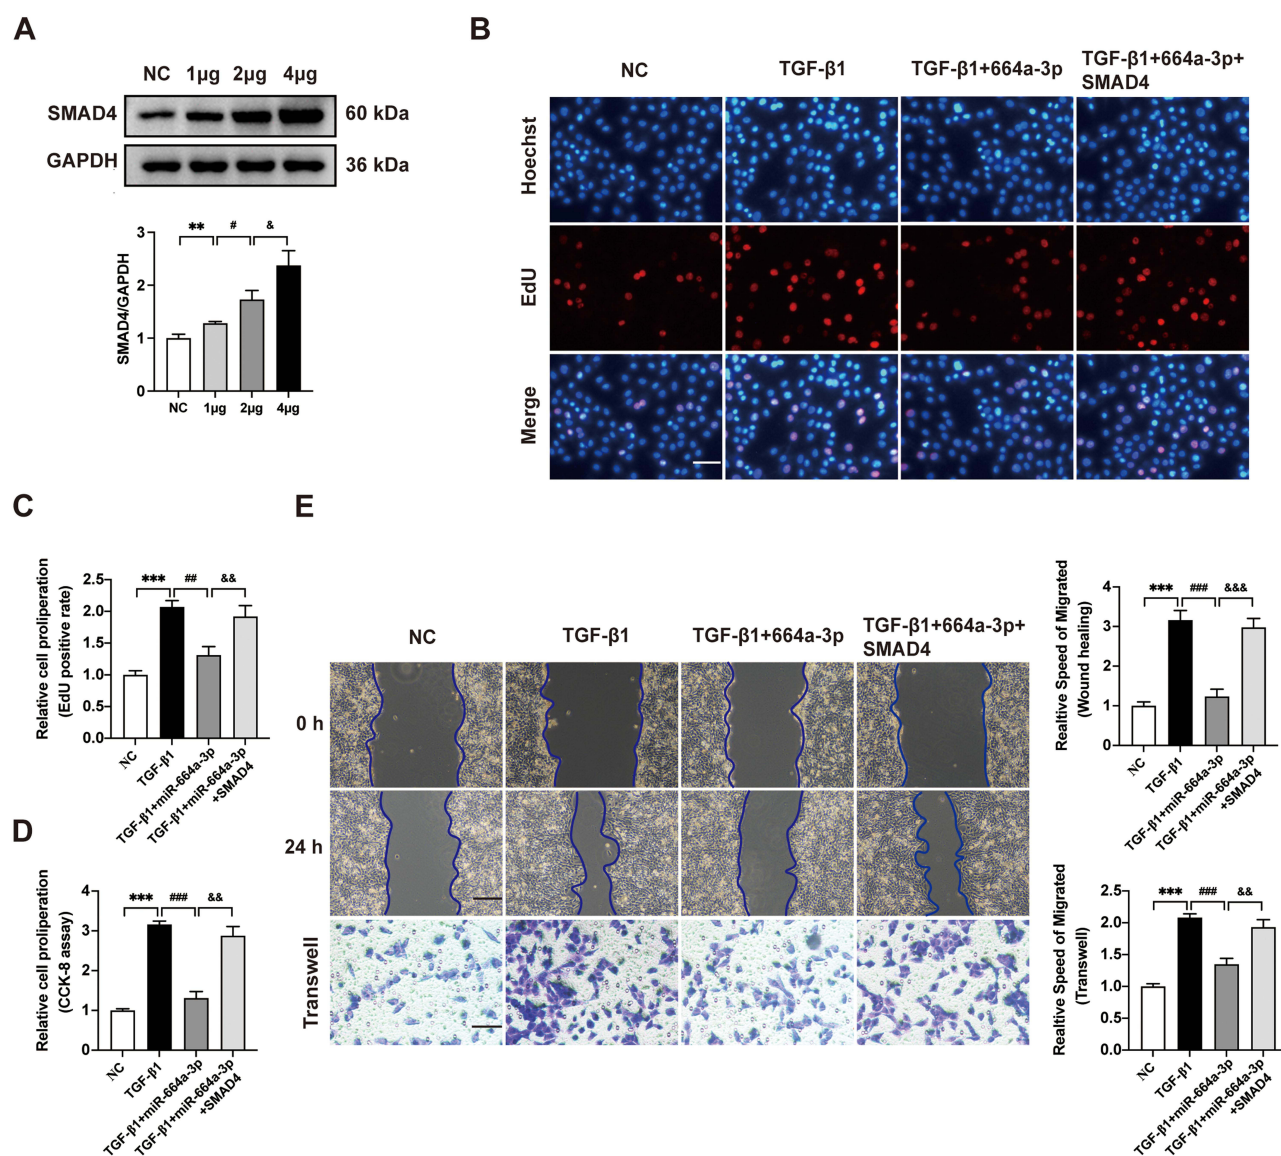 A
NC 1μg 2μg 4μg
SMAD4 60 kDa
GAPDH 36 kDa
SMAD4/GAPDH
3
2
1
0
** # &
NC 1μg 2μg 4μg
B
NC TGF-β1 TGF-β1+664a-3p TGF-β1+664a-3p+
SMAD4
Hoechst
EdU
Merge
C
Relative cell proliperation
(EdU positive rate)
2.5
2.0
1.5
1.0
0.5
0.0
*** ## &&
NC
TGF-β1
TGF-β1+miR-664a-3p
TGF-β1+miR-664a-3p
+SMAD4
D
Relative cell proliperation
(CCK-8 assay)
4
3
2
1
0
*** ### &&
NC
TGF-β1
TGF-β1+miR-664a-3p
TGF-β1+miR-664a-3p
+SMAD4
E
NC TGF-β1 TGF-β1+664a-3p TGF-β1+664a-3p+
SMAD4
0 h
24 h
Transwell
Realtive Speed of Migrated
(Wound healing)
4
3
2
1
0
*** ### &&&
NC
TGF-β1
TGF-β1+miR-664a-3p
TGF-β1+miR-664a-3p
+SMAD4
Realtive Speed of Migrated
(Transwell)
2.5
2.0
1.5
1.0
0.5
0.0
*** ### &&
NC
TGF-β1
TGF-β1+miR-664a-3p
TGF-β1+miR-664a-3p
+SMAD4